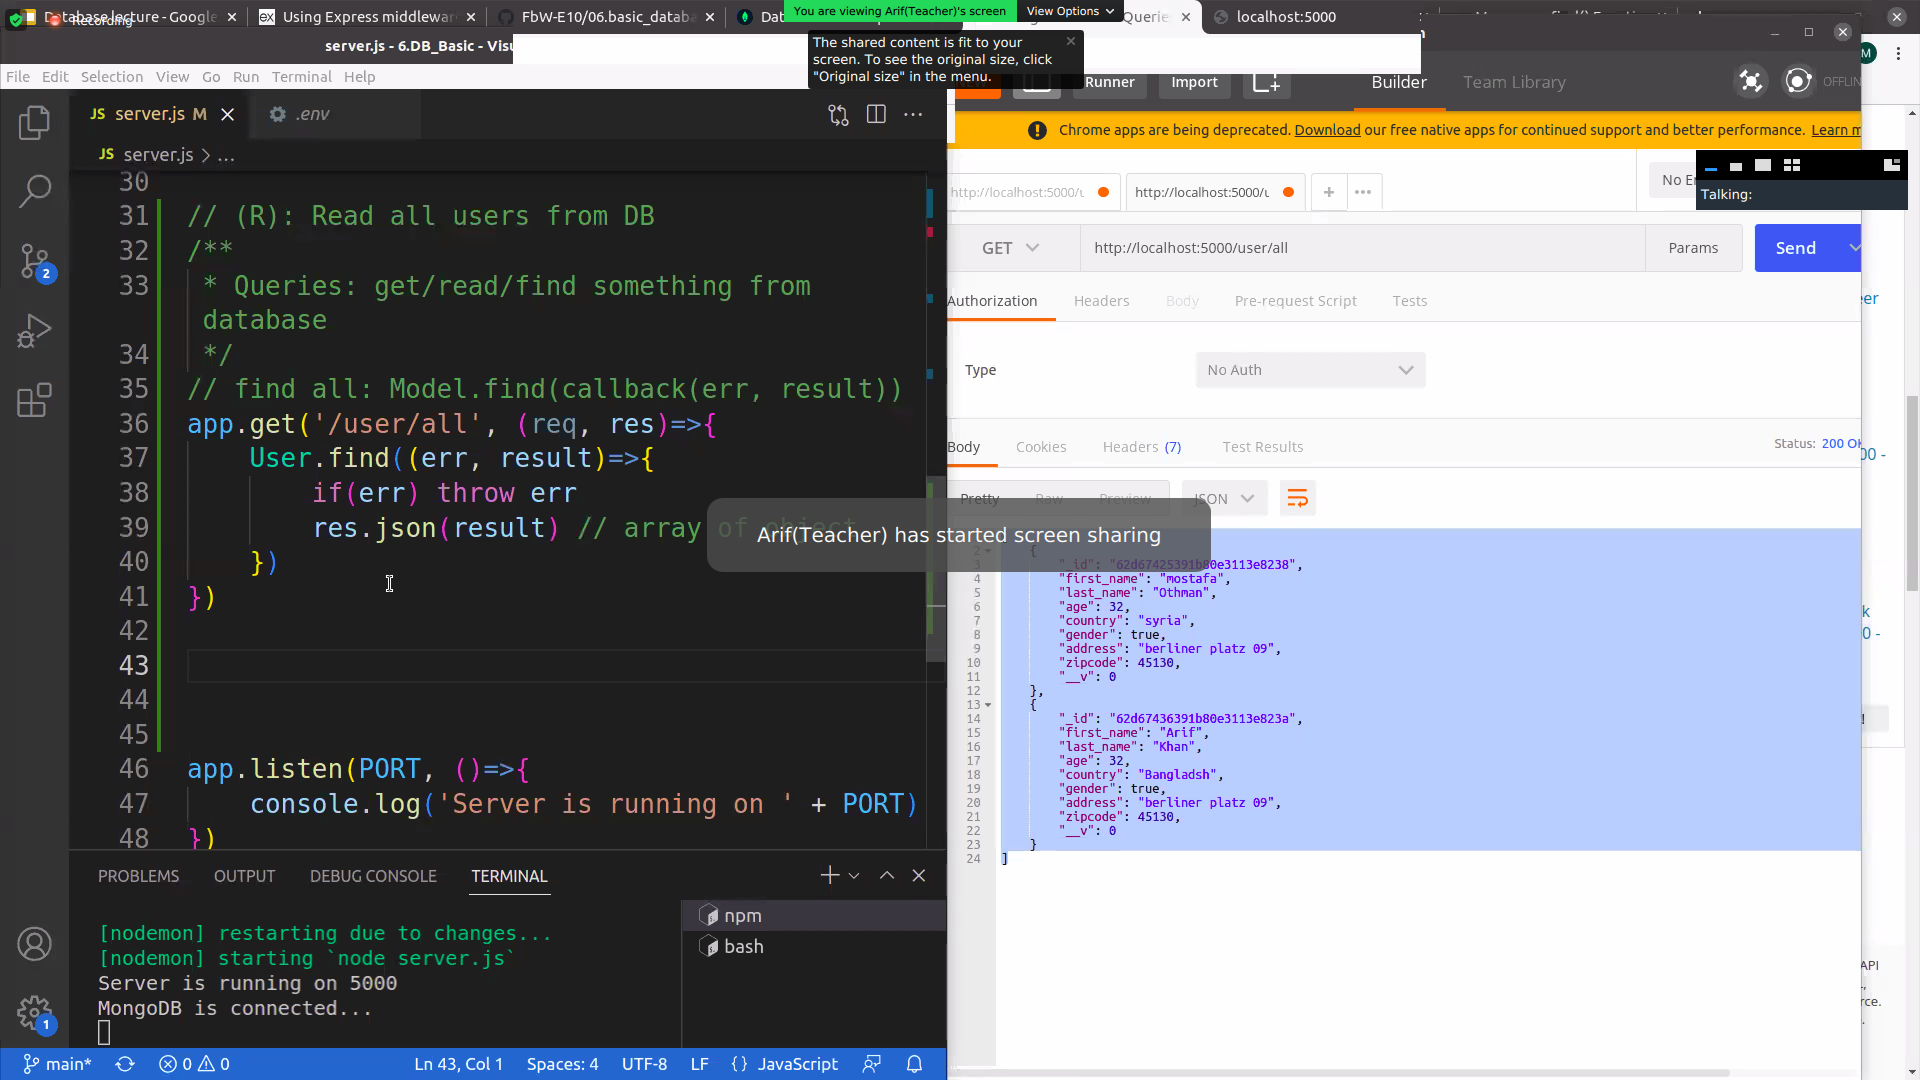 Database lecture - Google
Recording
Using Express middlewar
FbW-E10/06.basic_datab
You are viewing Arif(Teacher)'s screen
View Options
Querie
localhost:5000
server.js - 6.DB_Basic - Visu
The shared content is fit to your
screen. To see the original size, click
"Original size" in the menu.
File Edit Selection View Go Run Terminal Help
Runner
Import
Builder
Team Library
OFFLIN
M
JS server.js M
.env
Chrome apps are being deprecated. Download our free native apps for continued support and better performance. Learn m
JS server.js > ...
http://localhost:5000/u
http://localhost:5000/u
No En
Talking:
GET
http://localhost:5000/user/all
Params
Send
Authorization
Headers
Body
Pre-request Script
Tests
Type
No Auth
Body
Cookies
Headers (7)
Test Results
Status: 200 OK
Pretty
Raw
Preview
JSON
30
31 // (R): Read all users from DB
32 /**
33 * Queries: get/read/find something from
database
34 */
35 // find all: Model.find(callback(err, result))
36 app.get('/user/all', (req, res)=>{
37 User.find((err, result)=>{
38 if(err) throw err
39 res.json(result) // array of object
40 })
41 })
42
43
44
45
46 app.listen(PORT, ()=>{
47 console.log('Server is running on ' + PORT)
48 })
Arif(Teacher) has started screen sharing
2 {
3 "_id": "62d67425391b80e3113e8238",
4 "first_name": "mostafa",
5 "last_name": "Othman",
6 "age": 32,
7 "country": "syria",
8 "gender": true,
9 "address": "berliner platz 09",
10 "zipcode": 45130,
11 "__v": 0
12 },
13 {
14 "_id": "62d67436391b80e3113e823a",
15 "first_name": "Arif",
16 "last_name": "Khan",
17 "age": 32,
18 "country": "Bangladsh",
19 "gender": true,
20 "address": "berliner platz 09",
21 "zipcode": 45130,
22 "__v": 0
23 }
24 ]
PROBLEMS OUTPUT DEBUG CONSOLE TERMINAL
npm
bash
[nodemon] restarting due to changes...
[nodemon] starting `node server.js`
Server is running on 5000
MongoDB is connected...
2
1
API
rce.
main*
0 0
Ln 43, Col 1
Spaces: 4
UTF-8
LF
{} JavaScript